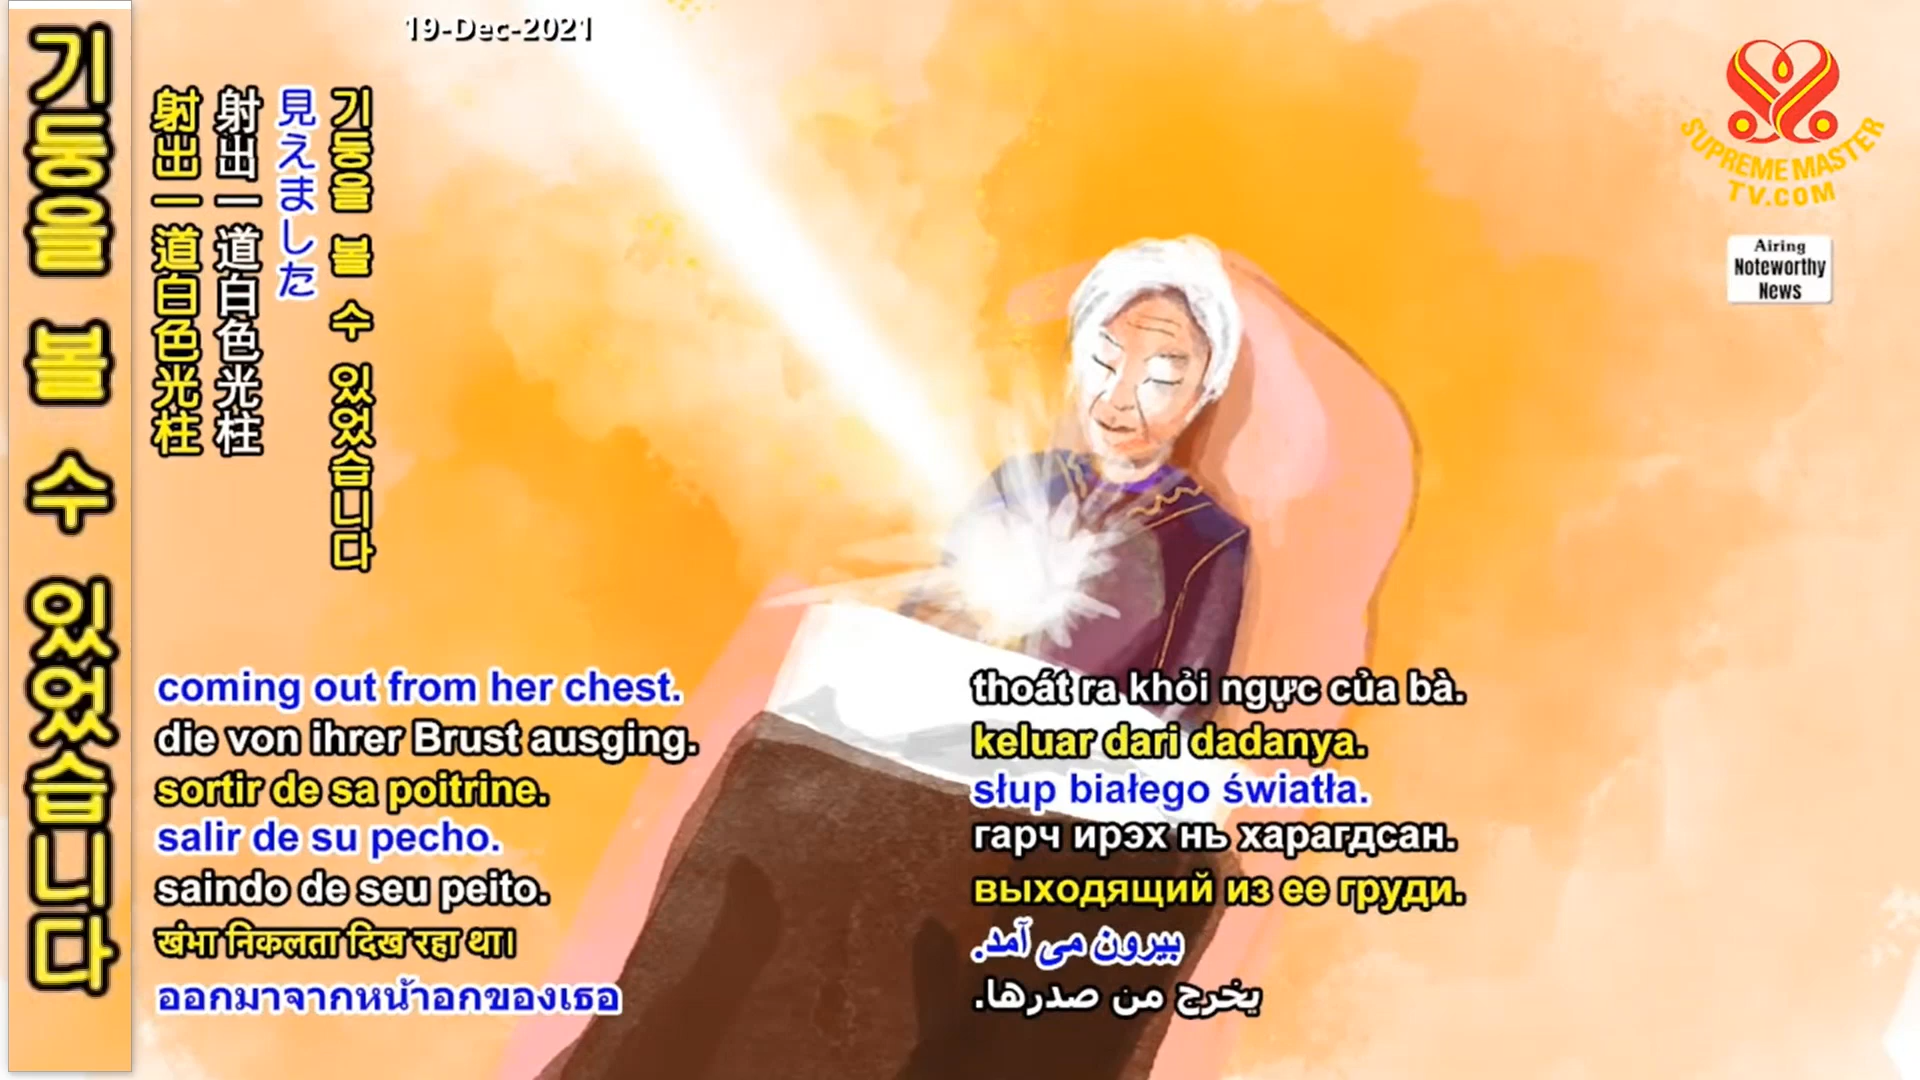 19-Dec-2021
기둥을 볼 수 있었습니다
射出一道白色光柱
射出一道白色光柱
見えました
기둥을 볼 수 있었습니다
SUPREME MASTER
TV.COM
Airing
Noteworthy
News
coming out from her chest.
die von ihrer Brust ausging.
sortir de sa poitrine.
salir de su pecho.
saindo de seu peito.
खंभा निकलता दिख रहा था।
ออกมาจากหน้าอกของเธอ
thoát ra khỏi ngực của bà.
keluar dari dadanya.
słup białego światła.
гарч ирэх нь харагдсан.
выходящий из ее груди.
بیرون می آمد.
يخرج من صدرها.